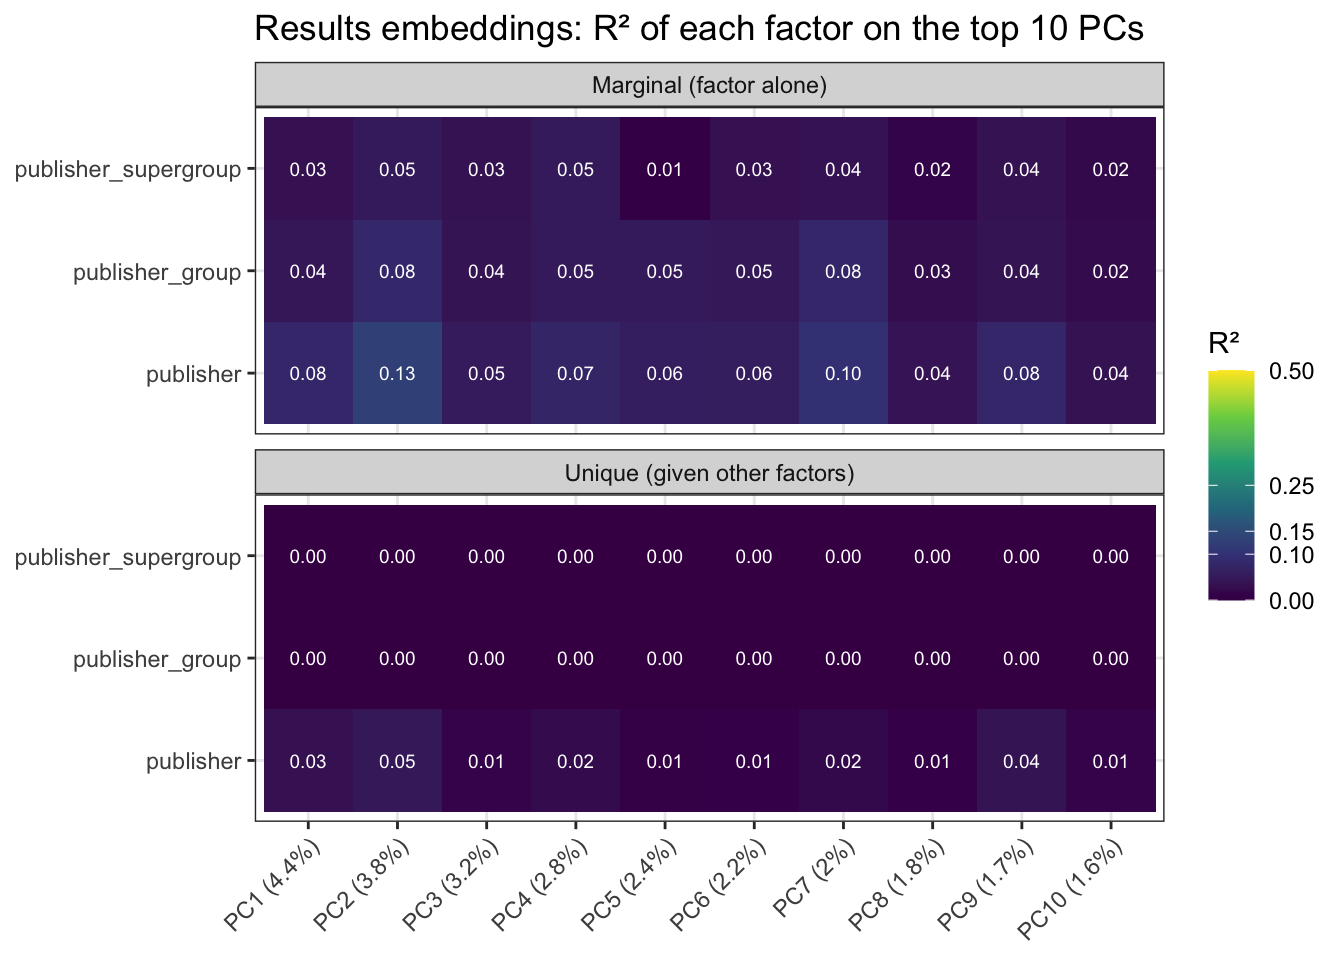 Results embeddings: R² of each factor on the top 10 PCs
Marginal (factor alone)
publisher_supergroup 0.03 0.05 0.03 0.05 0.01 0.03 0.04 0.02 0.04 0.02
publisher_group 0.04 0.08 0.04 0.05 0.05 0.05 0.08 0.03 0.04 0.02
publisher 0.08 0.13 0.05 0.07 0.06 0.06 0.10 0.04 0.08 0.04
Unique (given other factors)
publisher_supergroup 0.00 0.00 0.00 0.00 0.00 0.00 0.00 0.00 0.00 0.00
publisher_group 0.00 0.00 0.00 0.00 0.00 0.00 0.00 0.00 0.00 0.00
publisher 0.03 0.05 0.01 0.02 0.01 0.01 0.02 0.01 0.04 0.01
PC1 (4.4%) PC2 (3.8%) PC3 (3.2%) PC4 (2.8%) PC5 (2.4%) PC6 (2.2%) PC7 (2%) PC8 (1.8%) PC9 (1.7%) PC10 (1.6%)
R²
0.50
0.25
0.15
0.10
0.00